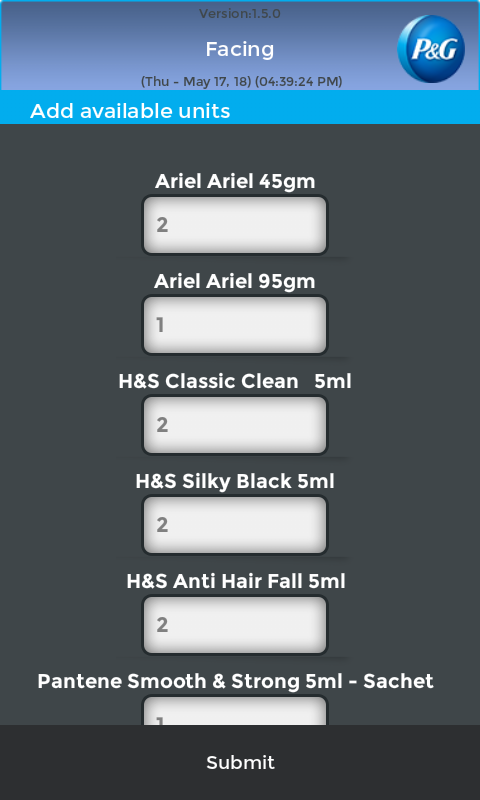 Version:1.5.0
Facing
P&G
(Thu - May 17, 18) (04:39:24 PM)
Add available units
Ariel Ariel 45gm
2
Ariel Ariel 95gm
1
H&S Classic Clean   5ml
2
H&S Silky Black 5ml
2
H&S Anti Hair Fall 5ml
2
Pantene Smooth & Strong 5ml - Sachet
1
Submit